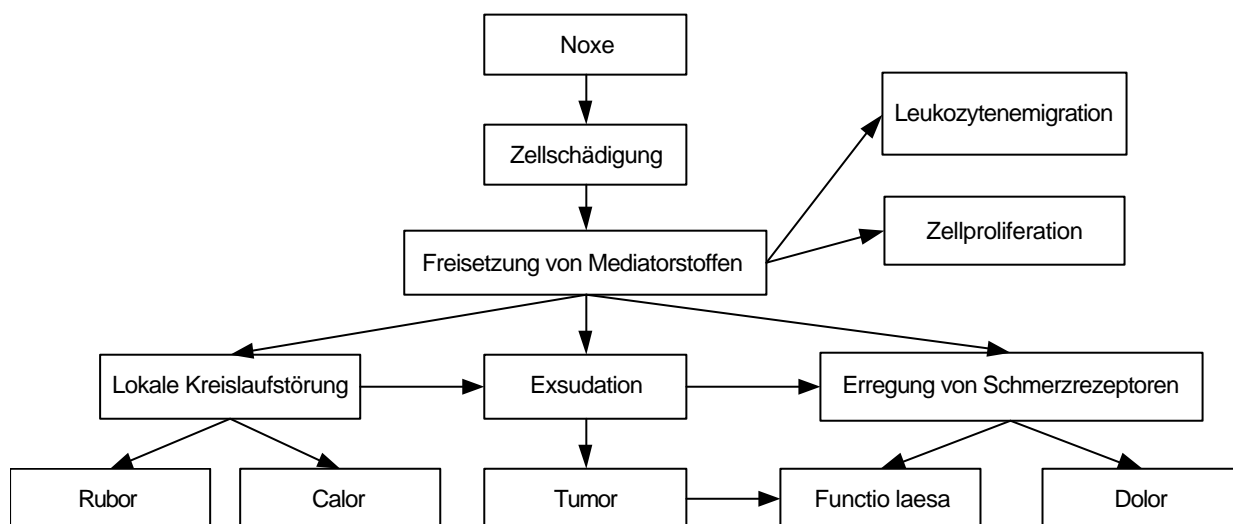 Noxe
Leukozytenemigration
Zellschädigung
Zellproliferation
Freisetzung von Mediatorstoffen
Lokale Kreislaufstörung
Exsudation
Erregung von Schmerzrezeptoren
Rubor
Calor
Tumor
Functio laesa
Dolor